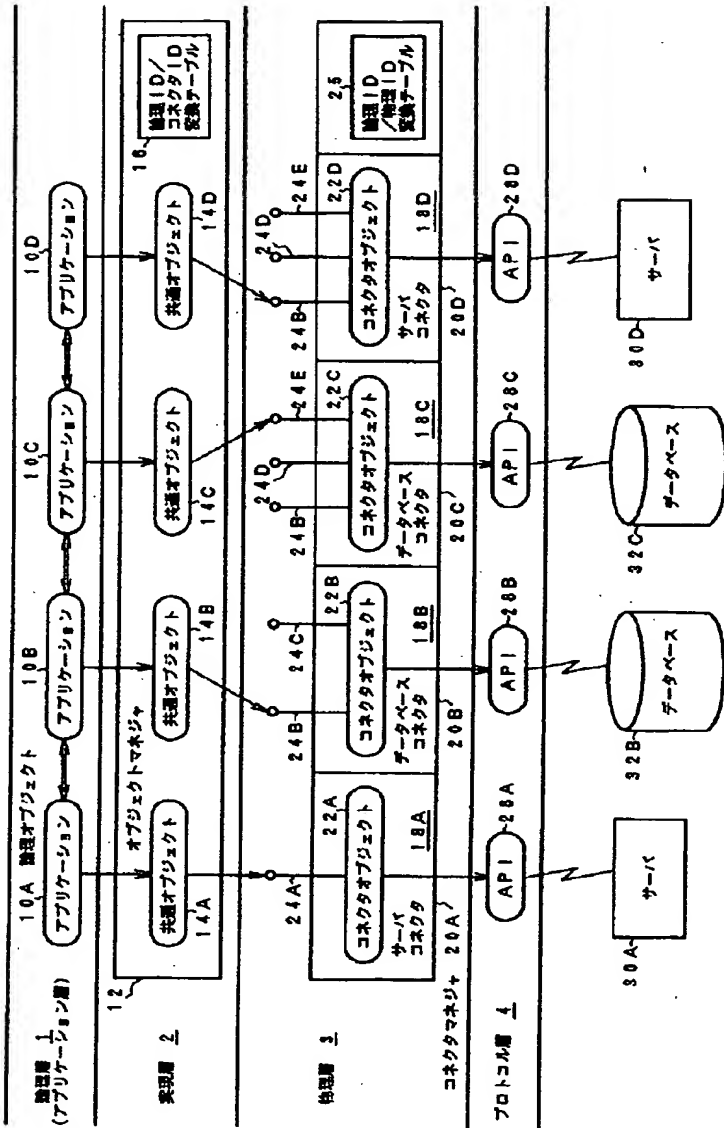 論理層 1
(アプリケーション層)
10A 論理オブジェクト
アプリケーション
10B
アプリケーション
10C
アプリケーション
10D
アプリケーション
実現層 2
12
オブジェクトマネジャ
共通オブジェクト
14A
共通オブジェクト
14B
共通オブジェクト
14C
共通オブジェクト
14D
16
論理ID/
コネクタID
変換テーブル
物理層 3
24A
24B
24C
24B
24D
24E
24B
24D
24E
コネクタオブジェクト
22A
サーバ
コネクタ
18A
コネクタオブジェクト
22B
データベース
コネクタ
18B
コネクタオブジェクト
22C
データベース
コネクタ
18C
コネクタオブジェクト
22D
サーバ
コネクタ
18D
25
論理ID
/物理ID
変換テーブル
コネクタマネジャ 20A
20B
20C
20D
プロトコル層 4
API
28A
API
28B
API
28C
API
28D
30A
サーバ
32B
データベース
32C
データベース
30D
サーバ